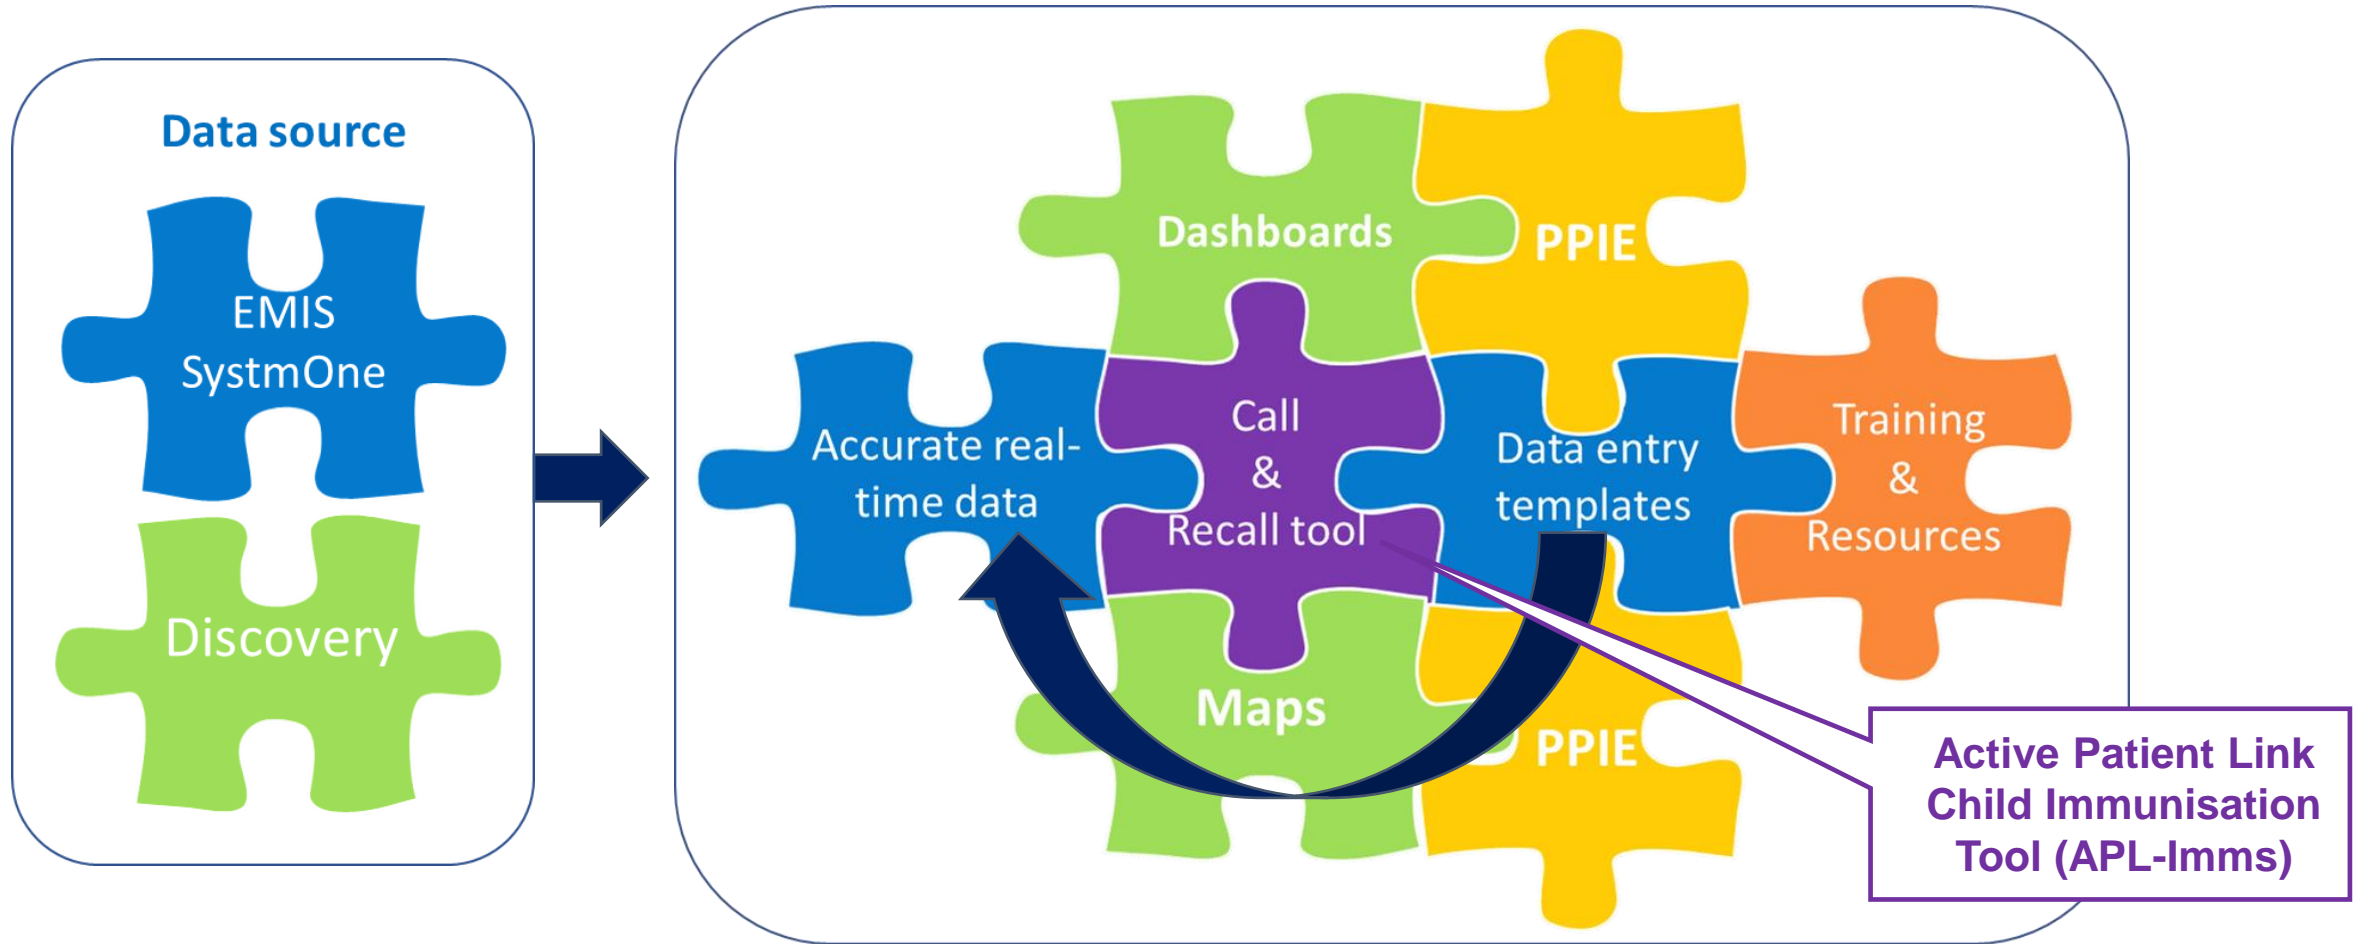 Data source
EMIS
SystmOne
Discovery
Dashboards
PPIE
Accurate real-
time data
Call
&
Recall tool
Data entry
templates
Training
&
Resources
Maps
PPIE
Active Patient Link
Child Immunisation
Tool (APL-Imms)